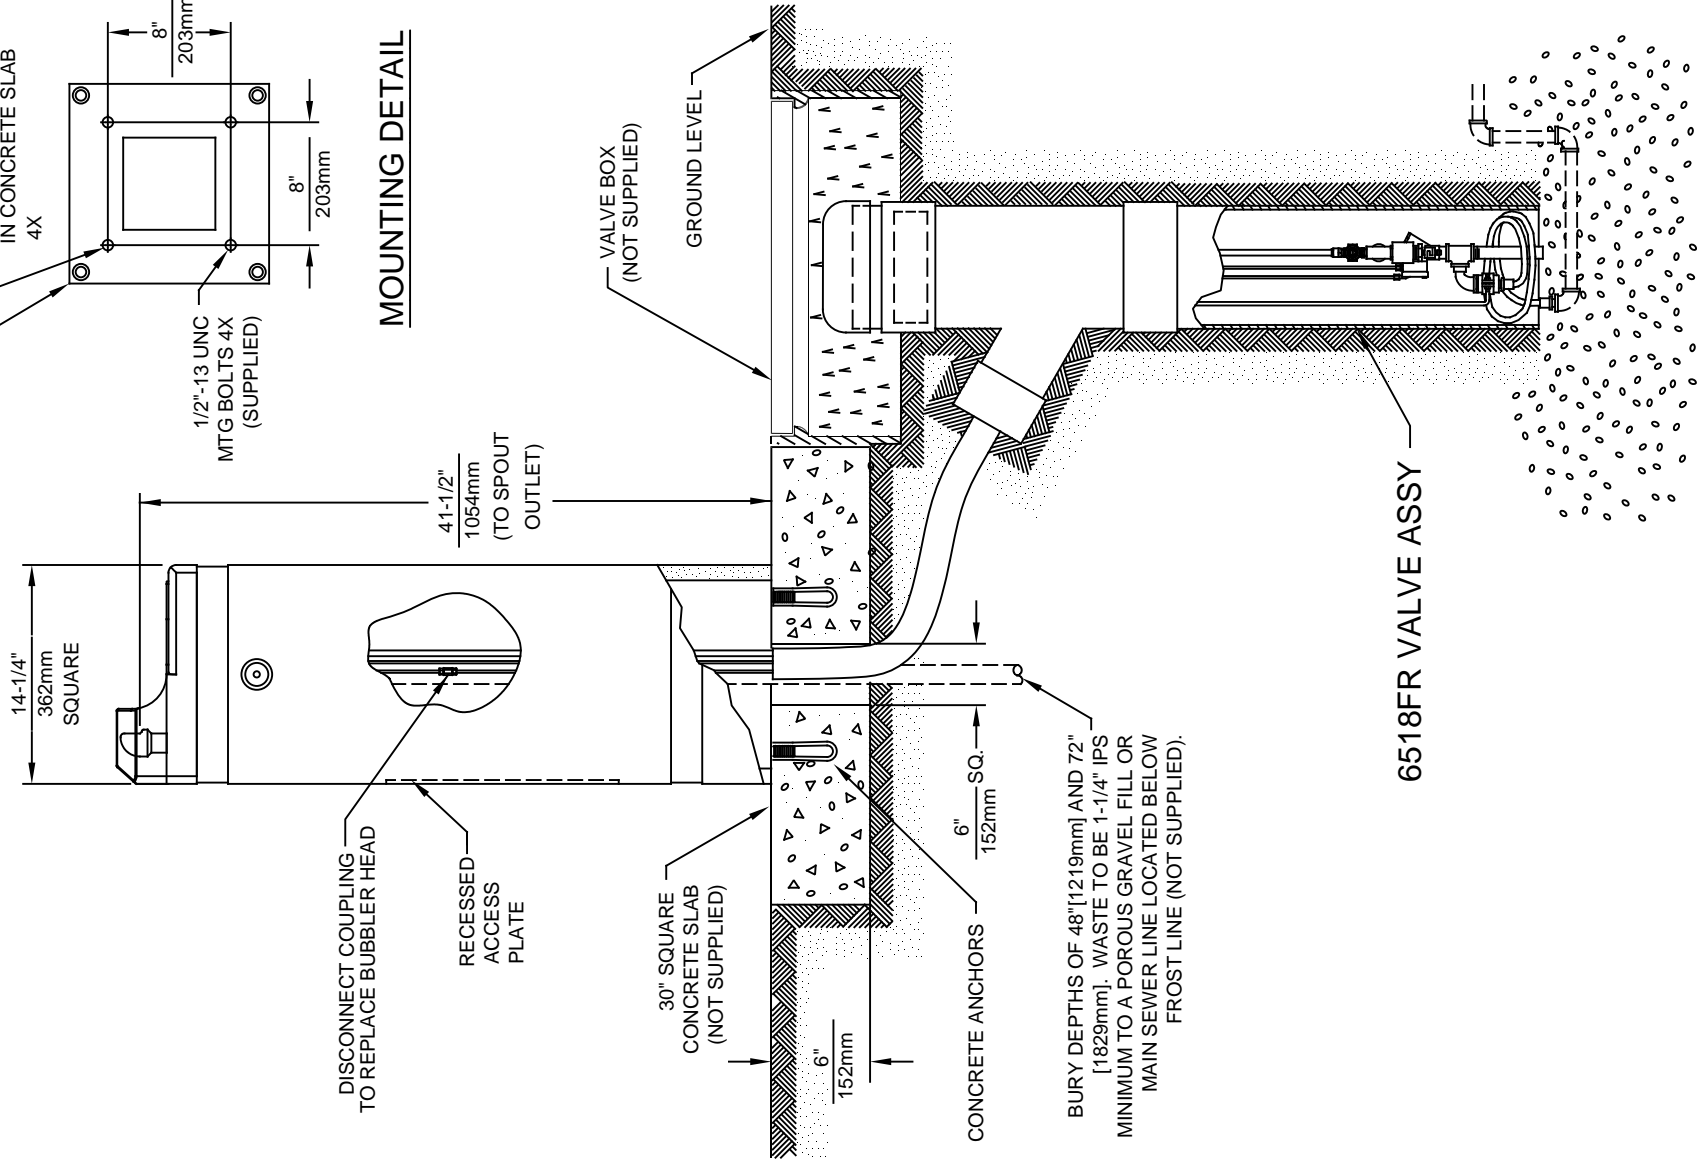 IN CONCRETE SLAB
4X
8"
203mm
8"
203mm
1/2"-13 UNC
MTG BOLTS 4X
(SUPPLIED)
MOUNTING DETAIL
14-1/4"
362mm
SQUARE
41-1/2"
1054mm
(TO SPOUT
OUTLET)
VALVE BOX
(NOT SUPPLIED)
GROUND LEVEL
DISCONNECT COUPLING
TO REPLACE BUBBLER HEAD
RECESSED
ACCESS
PLATE
30" SQUARE
CONCRETE SLAB
(NOT SUPPLIED)
6"
152mm
6"
152mm SQ.
CONCRETE ANCHORS
BURY DEPTHS OF 48"[1219mm] AND 72"
[1829mm]. WASTE TO BE 1-1/4" IPS
MINIMUM TO A POROUS GRAVEL FILL OR
MAIN SEWER LINE LOCATED BELOW
FROST LINE (NOT SUPPLIED).
6518FR VALVE ASSY